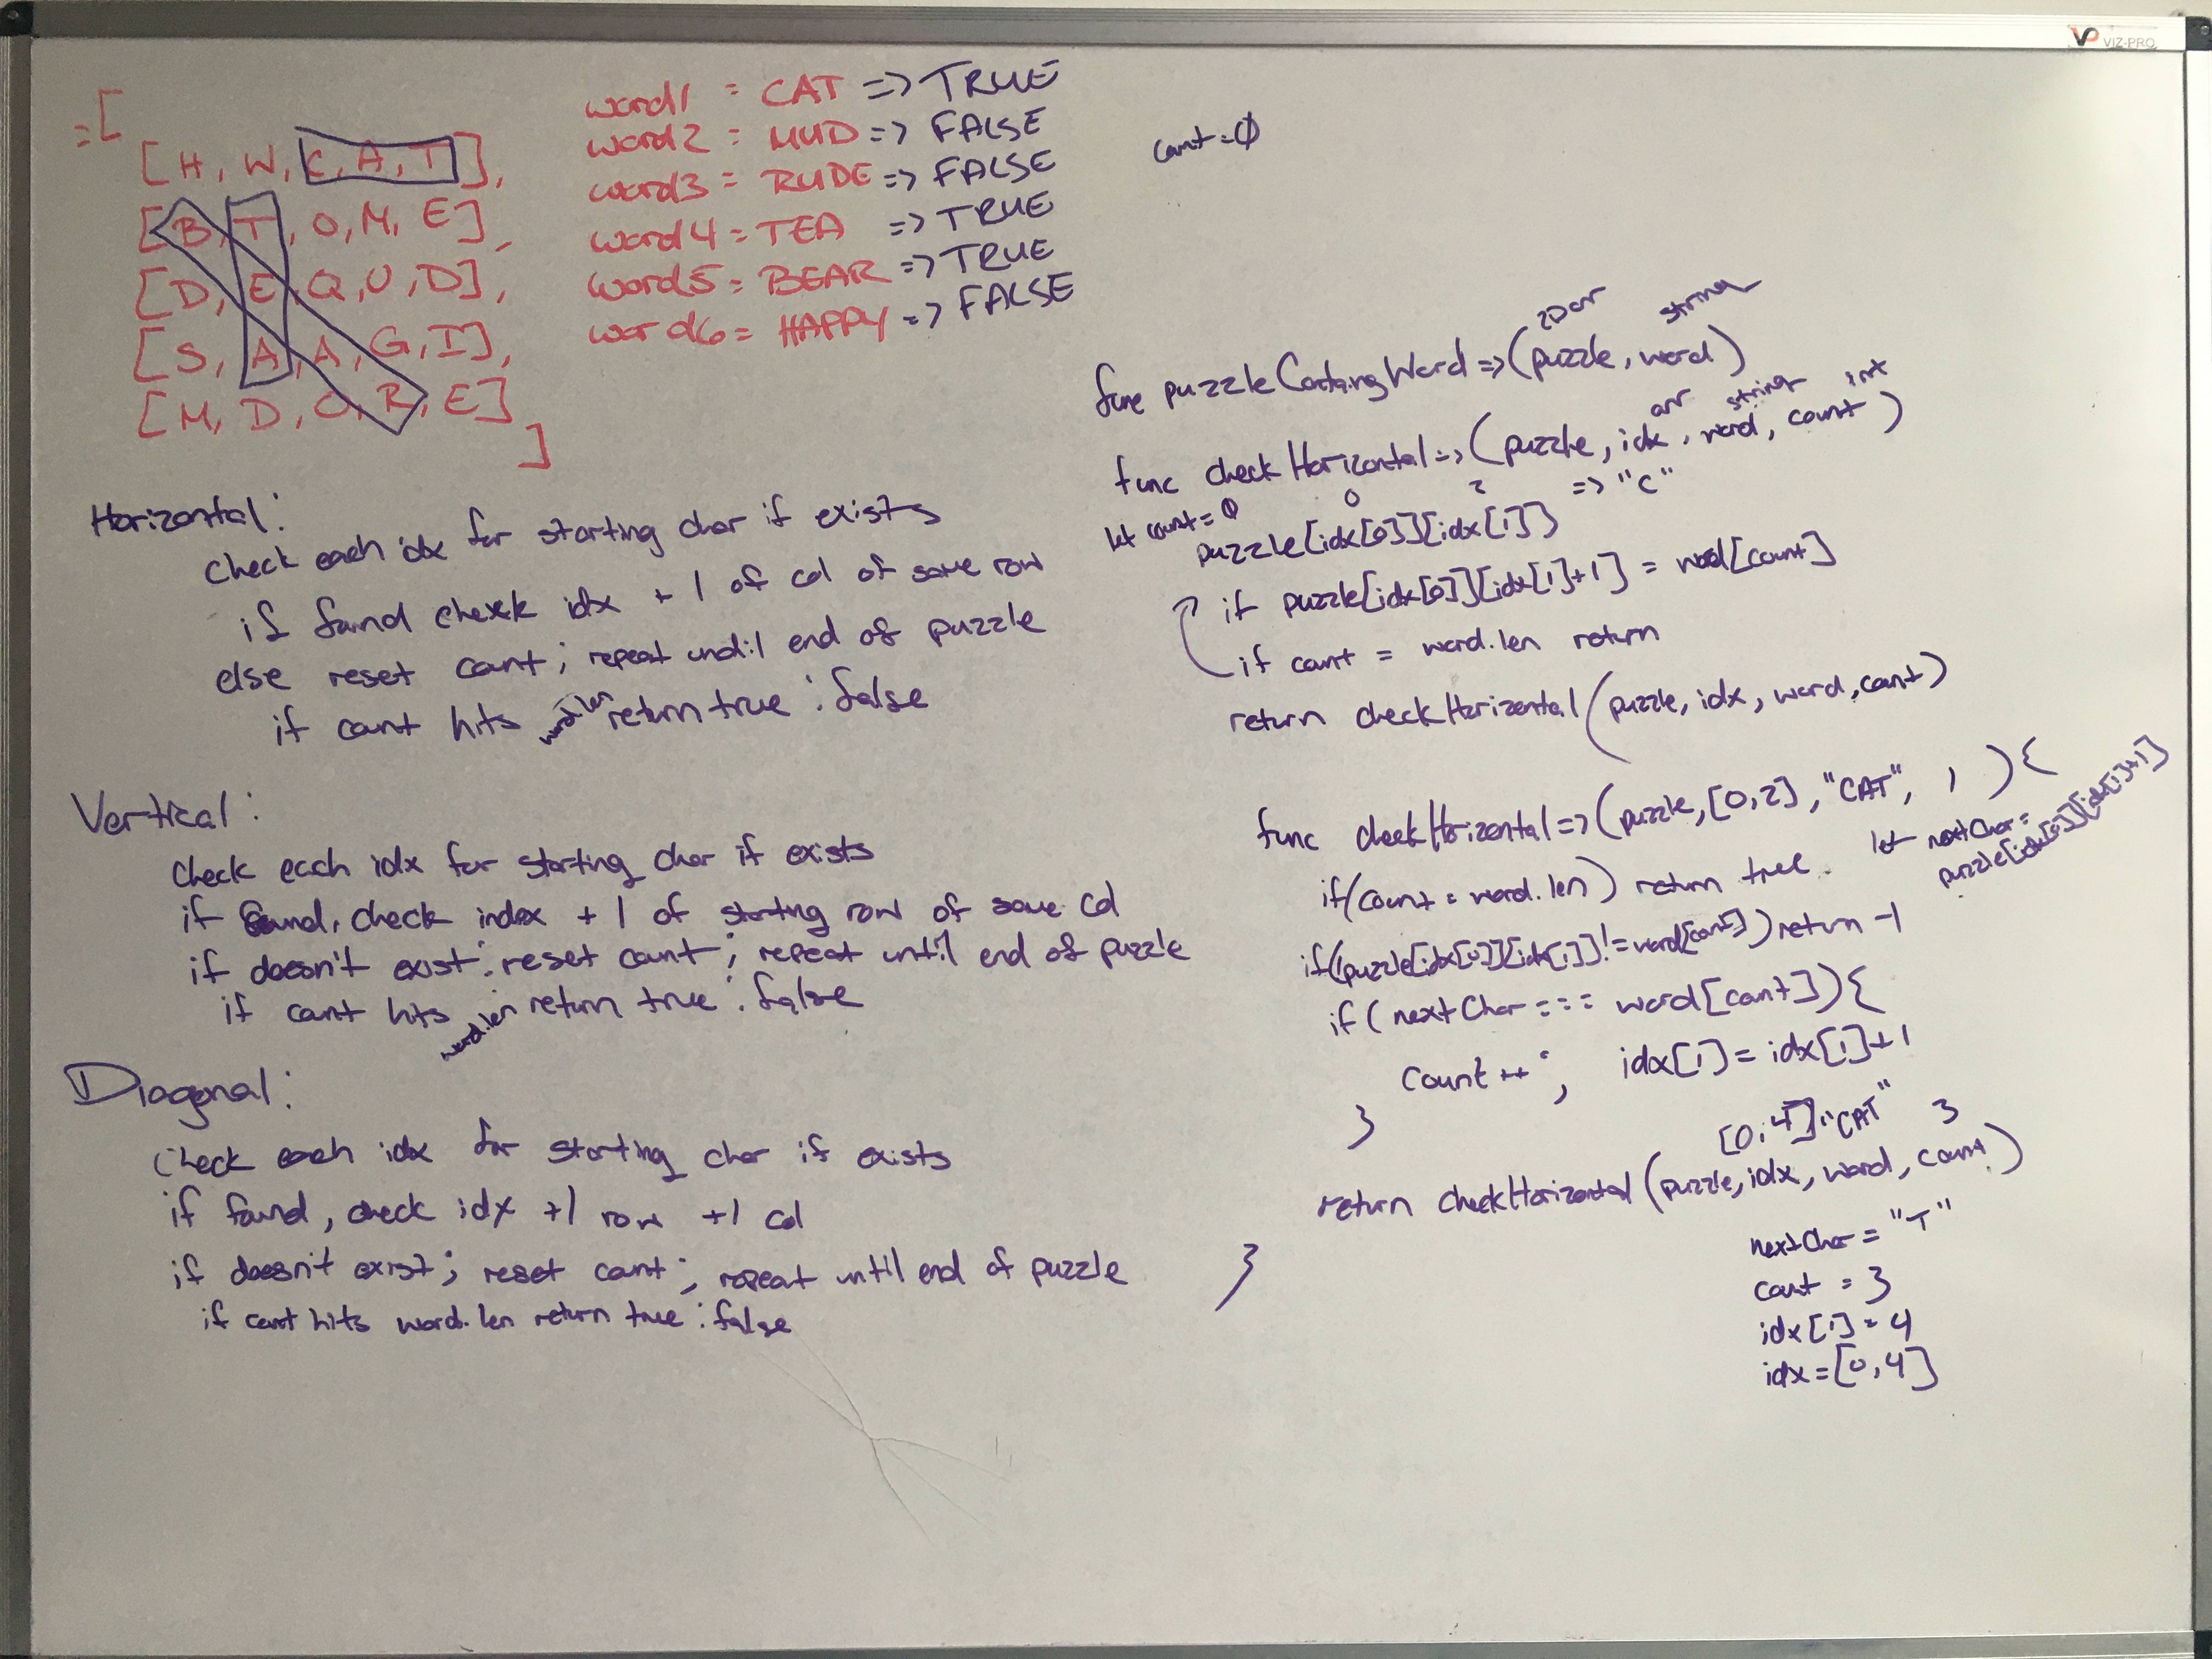 VP VIZ-PRO
= [
[H, W, C, A, T],
[B, T, O, M, E],
[D, E, Q, U, D],
[S, A, A, G, I],
[M, D, C, R, E]
]
word1 = CAT => TRUE
word2 = MUD => FALSE
word3 = RUDE => FALSE
word4 = TEA => TRUE
word5 = BEAR => TRUE
word6 = HAPPY => FALSE
count = 0
Horizontal:
check each idx for starting char if exists
if found check idx + 1 of col of same row
else reset count; repeat until end of puzzle
if count hits word.len return true : false
Vertical:
check each idx for starting char if exists
if found, check index + 1 of starting row of same col
if doesn't exist: reset count; repeat until end of puzzle
if count hits word.len return true : false
Diagonal:
Check each idx for starting char if exists
if found, check idx +1 row +1 col
if doesn't exist; reset count; repeat until end of puzzle
if count hits word.len return true : false
2D arr string
func puzzleContaingWord => (puzzle, word)
arr string int
func checkHorizontal => (puzzle, idx, word, count)
let count = 0
0 2
puzzle[idx[0]][idx[1]] => "C"
if puzzle[idx[0]][idx[1]+1] = word[count]
if count = word.len return
return checkHorizontal(puzzle, idx, word, count)
func checkHorizontal => (puzzle, [0,2], "CAT", 1 ){
let nextChar =
puzzle[idx[0]][idx[1]+1]
if(count = word.len) return true
if(puzzle[idx[0]][idx[1]] != word[count]) return -1
if(nextChar === word[count]){
count++; idx[1] = idx[1]+1
}
[0,4] "CAT" 3
return checkHorizontal(puzzle, idx, word, count)
}
nextChar = "T"
count = 3
idx[1] = 4
idx = [0,4]